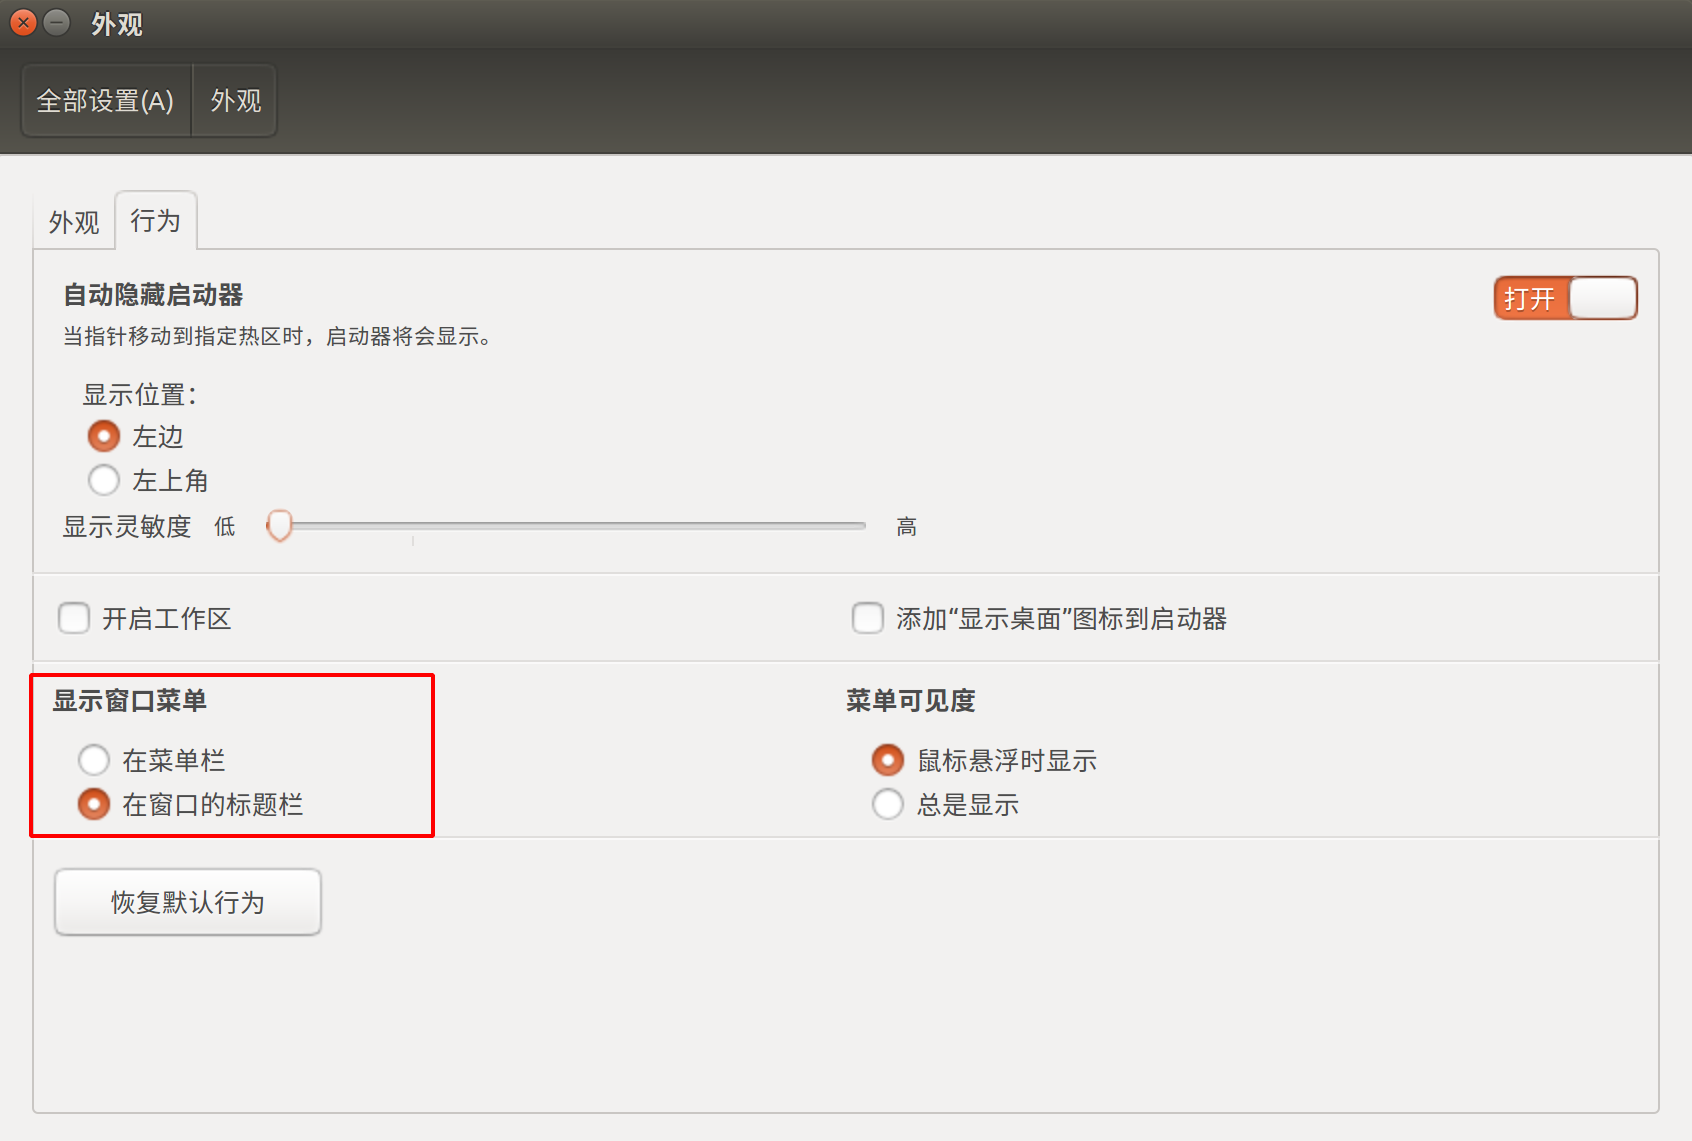 外观
全部设置(A) 外观
外观 行为
自动隐藏启动器
打开
当指针移动到指定热区时，启动器将会显示。
显示位置：
左边
左上角
显示灵敏度 低 高
开启工作区 添加“显示桌面”图标到启动器
显示窗口菜单
在菜单栏
在窗口的标题栏
菜单可见度
鼠标悬浮时显示
总是显示
恢复默认行为